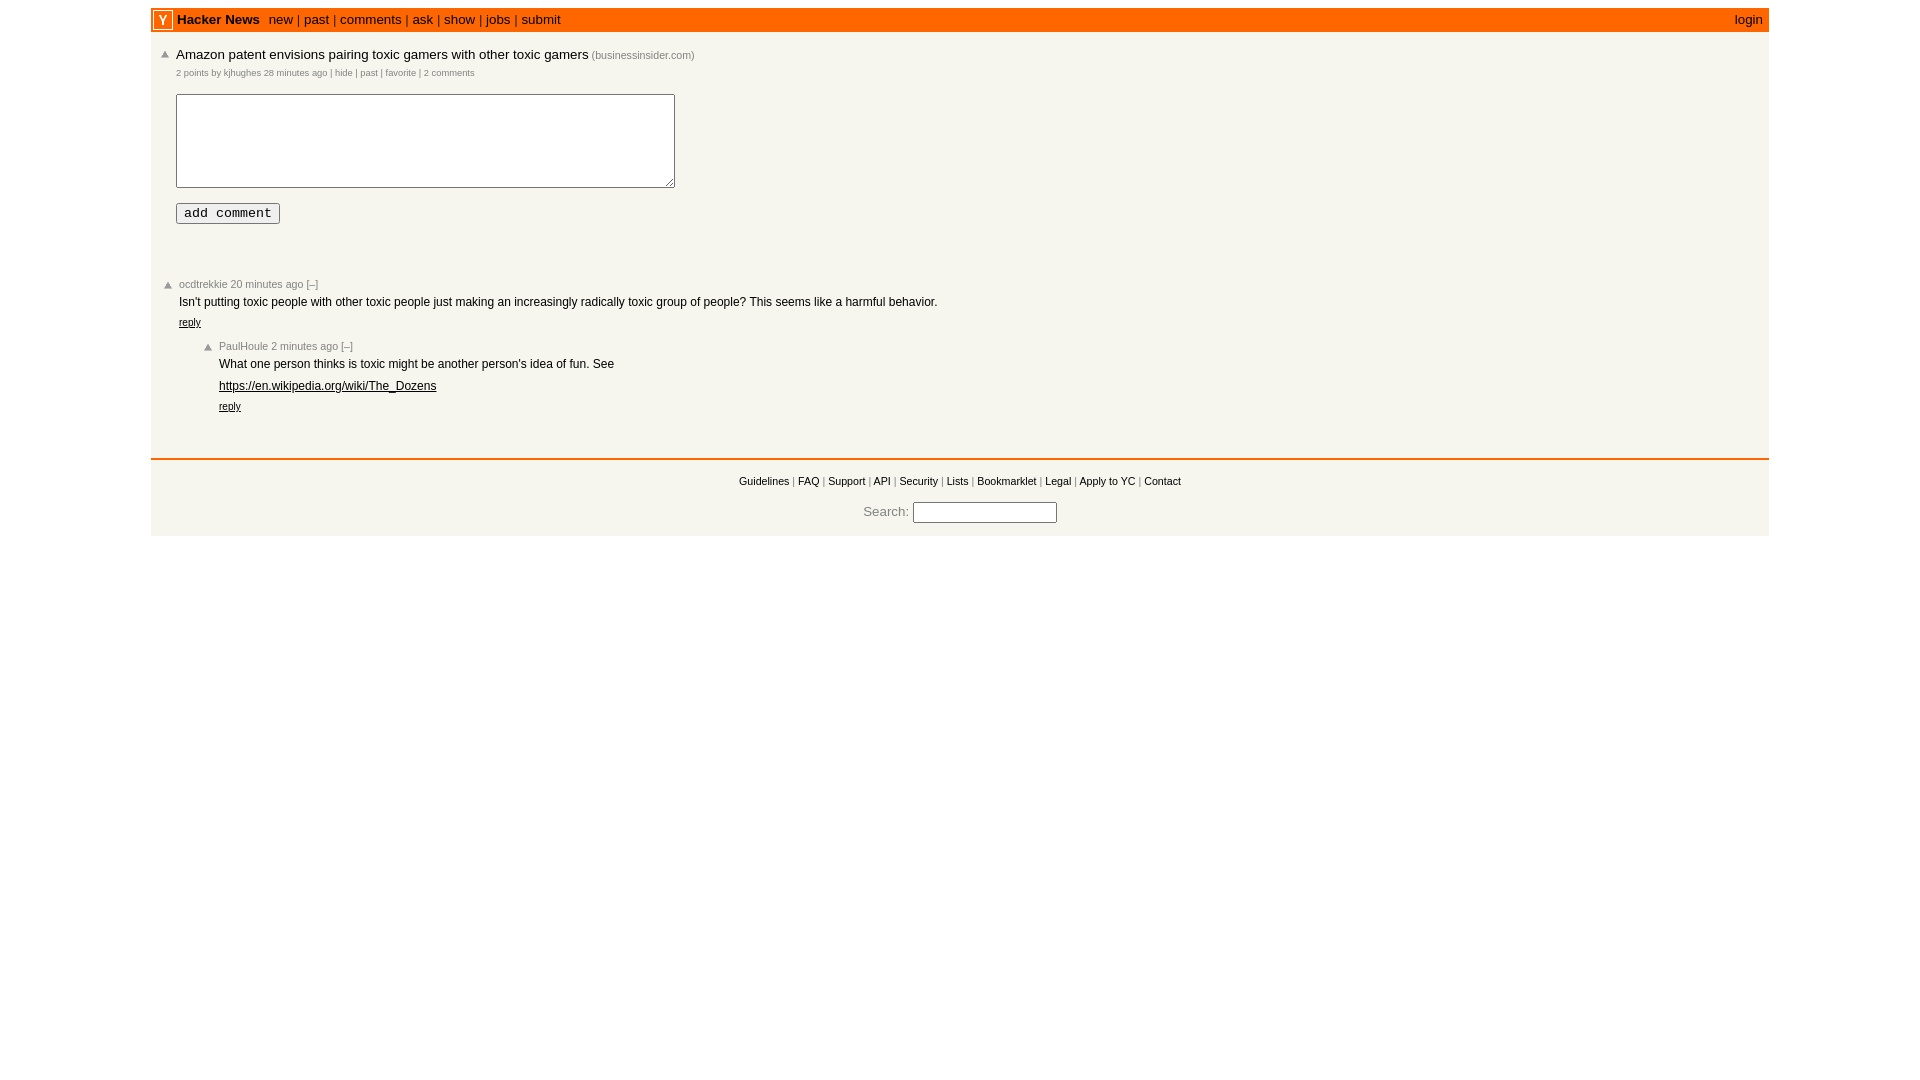 Y Hacker News new | past | comments | ask | show | jobs | submit login
Amazon patent envisions pairing toxic gamers with other toxic gamers (businessinsider.com)
2 points by kjhughes 28 minutes ago | hide | past | favorite | 2 comments
add comment
ocdtrekkie 20 minutes ago [–]
Isn't putting toxic people with other toxic people just making an increasingly radically toxic group of people? This seems like a harmful behavior.
reply
PaulHoule 2 minutes ago [–]
What one person thinks is toxic might be another person's idea of fun. See
https://en.wikipedia.org/wiki/The_Dozens
reply
Guidelines | FAQ | Support | API | Security | Lists | Bookmarklet | Legal | Apply to YC | Contact
Search: